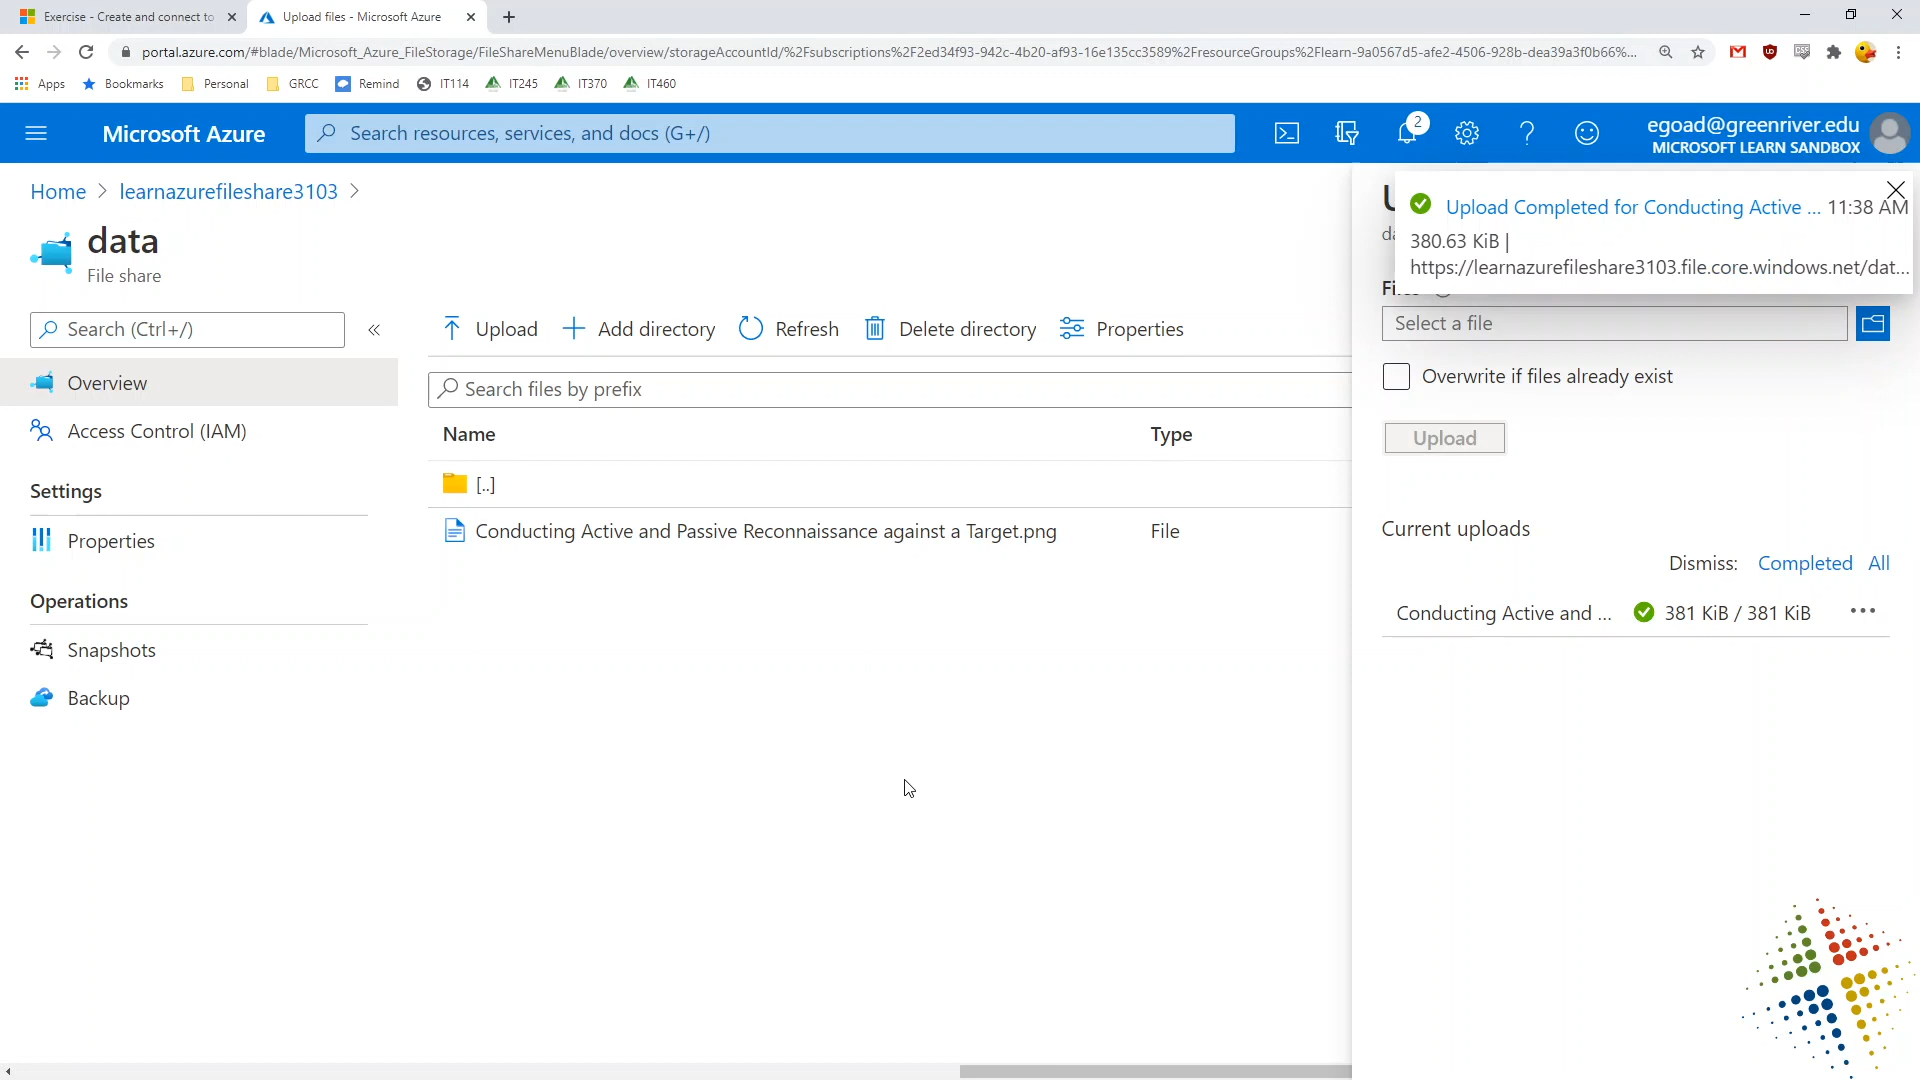 Exercise - Create and connect to
Upload files - Microsoft Azure
portal.azure.com/#blade/Microsoft_Azure_FileStorage/FileShareMenuBlade/overview/storageAccountId/%2Fsubscriptions%2F2ed34f93-942c-4b20-af93-16e135cc3589%2FresourceGroups%2Flearn-9a0567d5-afe2-4506-928b-dea39a3f0b66%...
Apps Bookmarks Personal GRCC Remind IT114 IT245 IT370 IT460
Microsoft Azure
Search resources, services, and docs (G+/)
2
egoad@greenriver.edu
MICROSOFT LEARN SANDBOX
Home > learnazurefileshare3103 >
data
File share
Search (Ctrl+/)
Overview
Access Control (IAM)
Settings
Properties
Operations
Snapshots
Backup
Upload Add directory Refresh Delete directory Properties
Search files by prefix
Name Type
[..]
Conducting Active and Passive Reconnaissance against a Target.png File
Upload Completed for Conducting Active ... 11:38 AM
380.63 KiB |
https://learnazurefileshare3103.file.core.windows.net/dat...
Select a file
Overwrite if files already exist
Upload
Current uploads
Dismiss: Completed All
Conducting Active and ... 381 KiB / 381 KiB